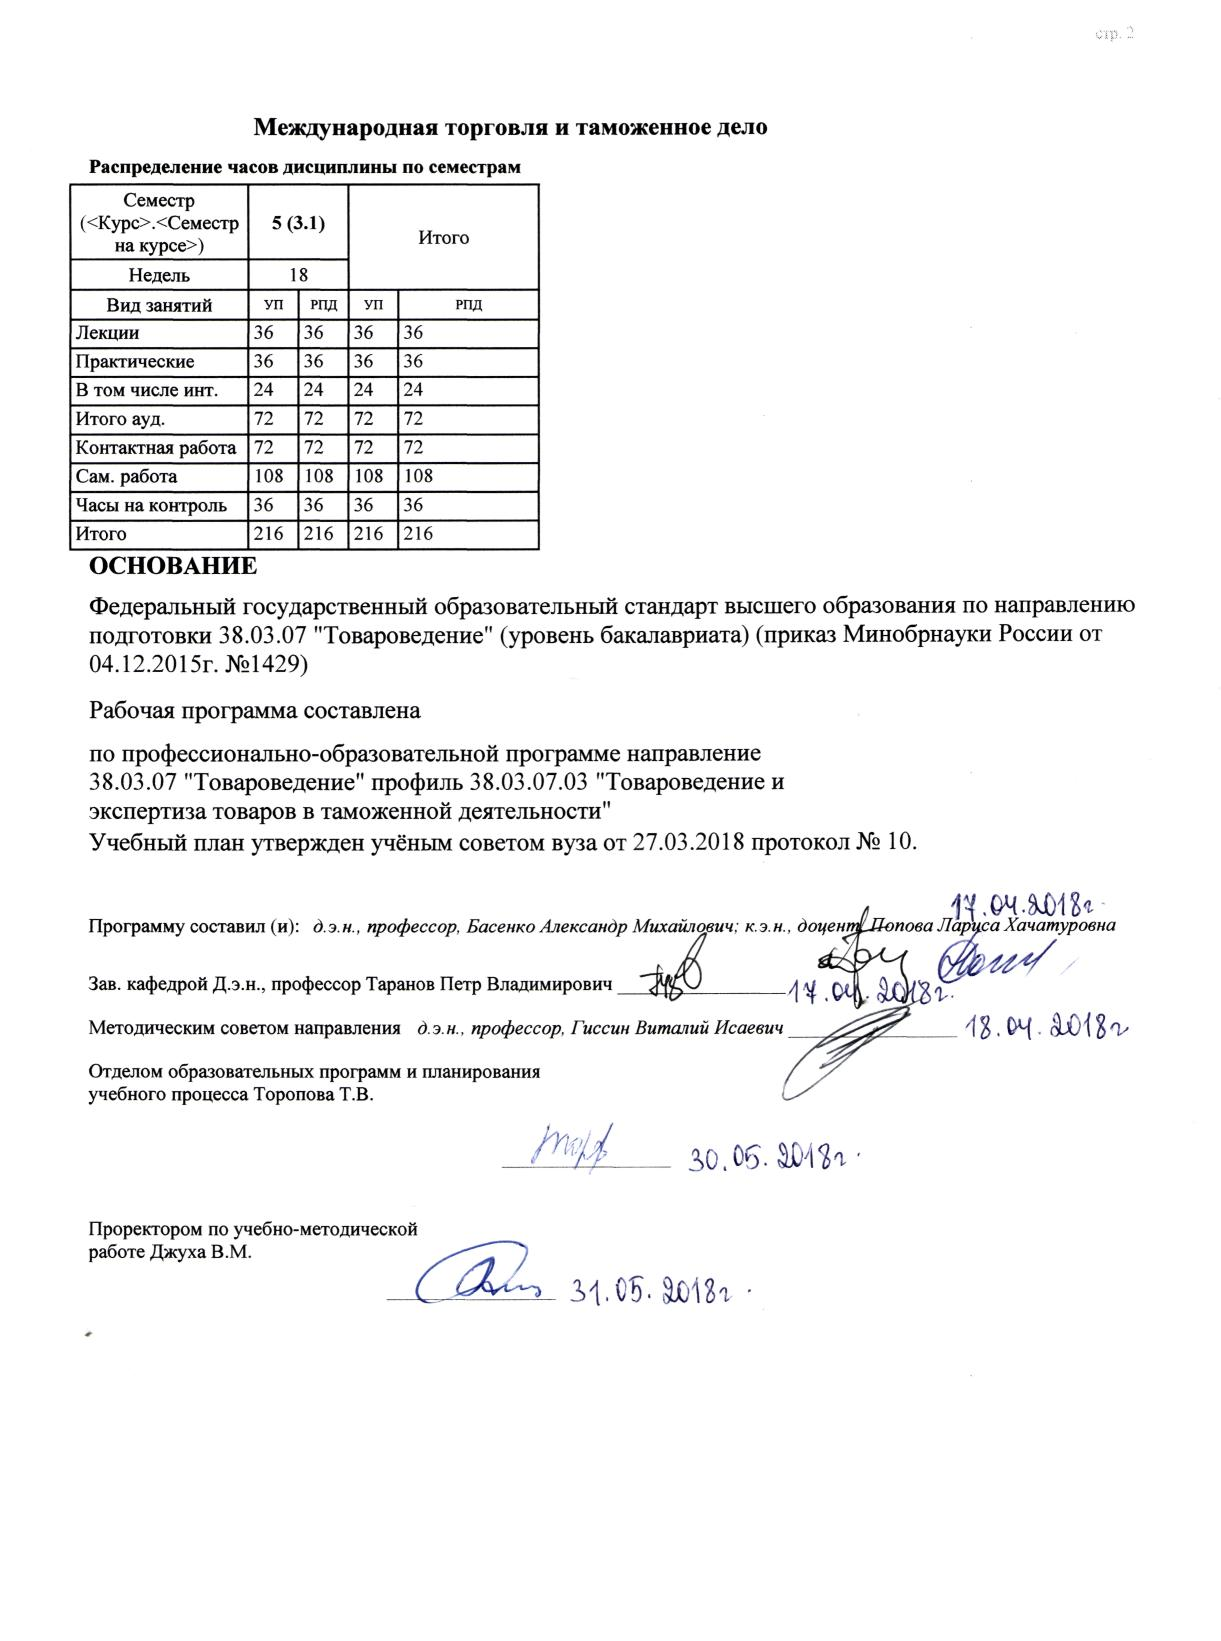 стр. 2
Международная торговля и таможенное дело
Распределение часов дисциплины по семестрам
Семестр (<Курс>.<Семестр на курсе>) 5 (3.1) Итого
Недель 18
Вид занятий УП РПД УП РПД
Лекции 36 36 36 36
Практические 36 36 36 36
В том числе инт. 24 24 24 24
Итого ауд. 72 72 72 72
Контактная работа 72 72 72 72
Сам. работа 108 108 108 108
Часы на контроль 36 36 36 36
Итого 216 216 216 216
ОСНОВАНИЕ
Федеральный государственный образовательный стандарт высшего образования по направлению
подготовки 38.03.07 "Товароведение" (уровень бакалавриата) (приказ Минобрнауки России от
04.12.2015г. №1429)
Рабочая программа составлена
по профессионально-образовательной программе направление
38.03.07 "Товароведение" профиль 38.03.07.03 "Товароведение и
экспертиза товаров в таможенной деятельности"
Учебный план утвержден учёным советом вуза от 27.03.2018 протокол № 10.
17.04.2018г.
Программу составил (и): д.э.н., профессор, Басенко Александр Михайлович; к.э.н., доцент, Попова Лариса Хачатуровна
Зав. кафедрой Д.э.н., профессор Таранов Петр Владимирович 17.04.2018г.
Методическим советом направления д.э.н., профессор, Гиссин Виталий Исаевич 18.04.2018г
Отделом образовательных программ и планирования
учебного процесса Торопова Т.В.
30.05.2018г.
Проректором по учебно-методической
работе Джуха В.М.
31.05.2018г.